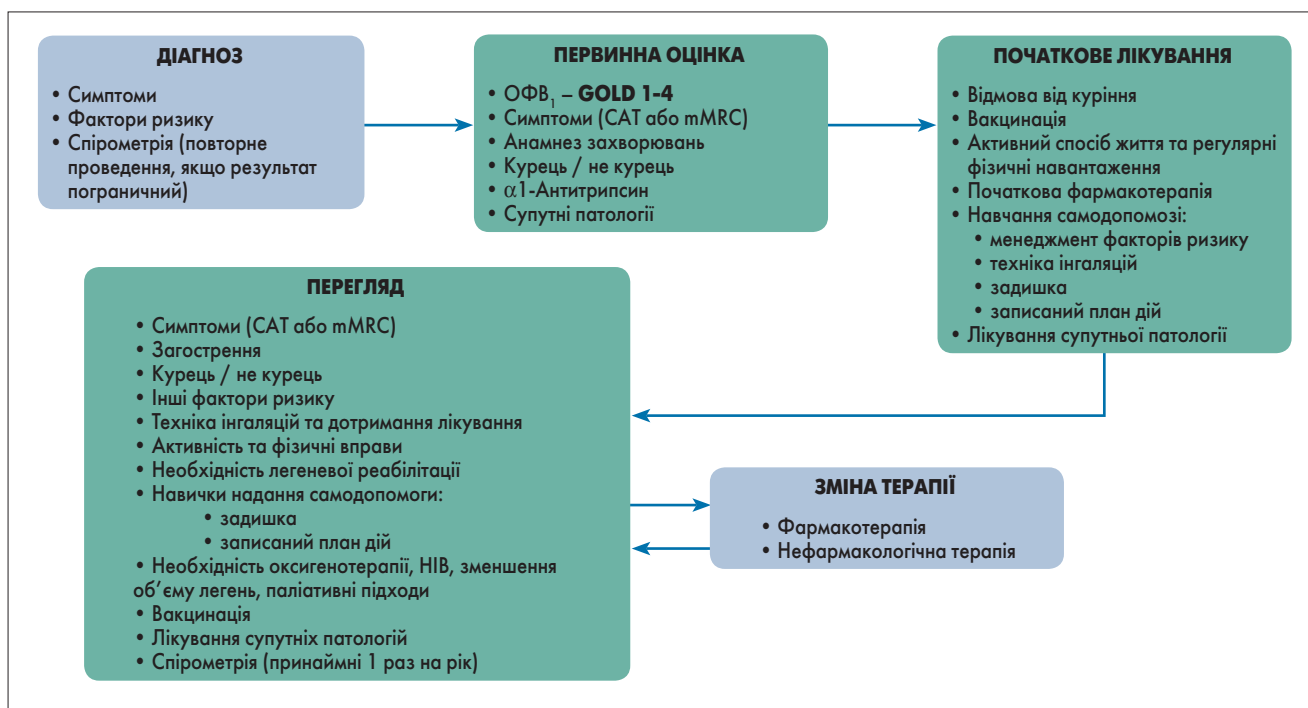 ДІАГНОЗ
• Симптоми
• Фактори ризику
• Спірометрія (повторне
проведення, якщо результат
пограничний)
ПЕРВИННА ОЦІНКА
• ОФВ₁ – GOLD 1-4
• Симптоми (CAT або mMRC)
• Анамнез захворювань
• Курець / не курець
• α1-Антитрипсин
• Супутні патології
ПОЧАТКОВЕ ЛІКУВАННЯ
• Відмова від куріння
• Вакцинація
• Активний спосіб життя та регулярні
фізичні навантаження
• Початкова фармакотерапія
• Навчання самодопомозі:
• менеджмент факторів ризику
• техніка інгаляцій
• задишка
• записаний план дій
• Лікування супутньої патології
ПЕРЕГЛЯД
• Симптоми (CAT або mMRC)
• Загострення
• Курець / не курець
• Інші фактори ризику
• Техніка інгаляцій та дотримання лікування
• Активність та фізичні вправи
• Необхідність легеневої реабілітації
• Навички надання самодопомоги:
• задишка
• записаний план дій
• Необхідність оксигенотерапії, НІВ, зменшення
об’єму легень, паліативні підходи
• Вакцинація
• Лікування супутніх патологій
• Спірометрія (принаймні 1 раз на рік)
ЗМІНА ТЕРАПІЇ
• Фармакотерапія
• Нефармакологічна терапія